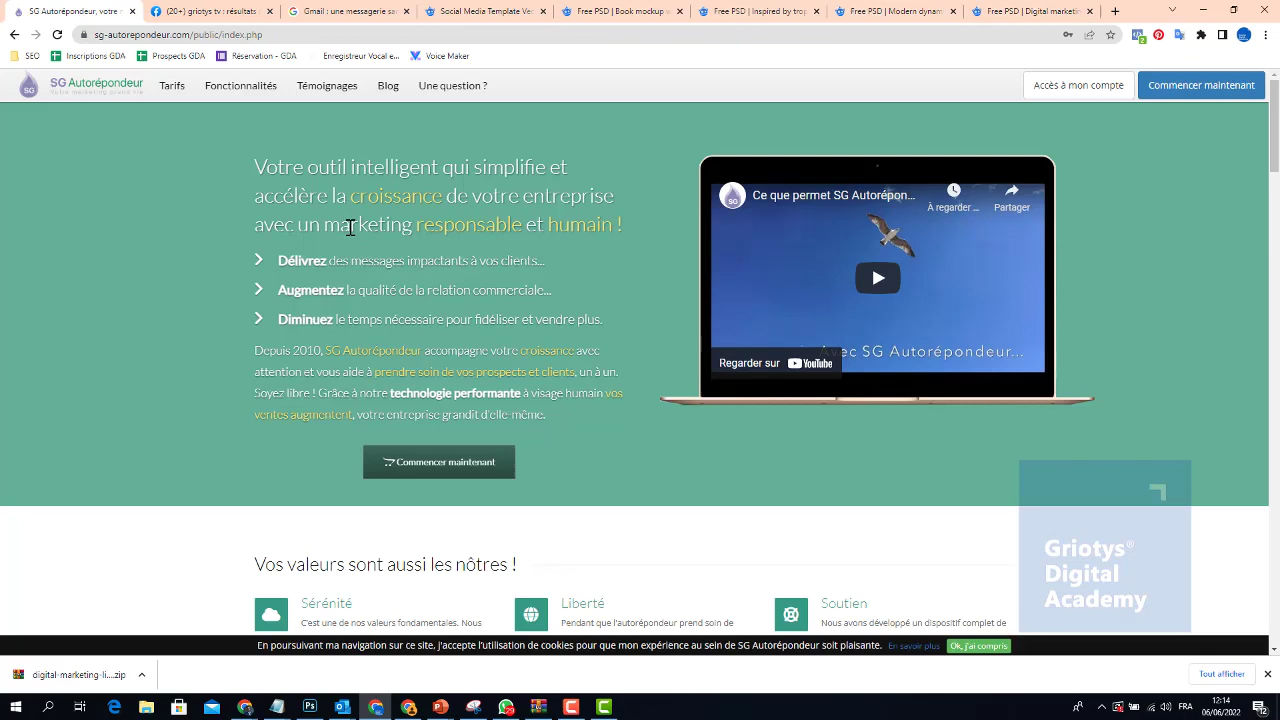 SG Autorépondeur, votre...
(20+) griotys tv : résultats
Gmail : une messagerie sans
Social Media Template Vec
Free PSD | Book mockup w
Free PSD | Inspired by trop
Free PSD | Modern dynam
Free PSD | Digital marketing
sg-autorepondeur.com/public/index.php
SEO
Inscriptions GDA
Prospects GDA
Réservation - GDA
Enregistreur Vocal e...
Voice Maker
SG Autorépondeur
Notre marketing prend vie
Tarifs
Fonctionnalités
Témoignages
Blog
Une question ?
Accès à mon compte
Commencer maintenant
Votre outil intelligent qui simplifie et
accélère la croissance de votre entreprise
avec un marketing responsable et humain !
Délivrez des messages impactants à vos clients...
Augmentez la qualité de la relation commerciale...
Diminuez le temps nécessaire pour fidéliser et vendre plus.
Depuis 2010, SG Autorépondeur accompagne votre croissance avec
attention et vous aide à prendre soin de vos prospects et clients, un à un.
Soyez libre ! Grâce à notre technologie performante à visage humain vos
ventes augmentent, votre entreprise grandit d'elle-même.
Commencer maintenant
SG
Ce que permet SG Autorépon...
À regarder ...
Partager
Avec SG Autorépondeur...
Regarder sur YouTube
Griotys®
Digital
Academy
Vos valeurs sont aussi les nôtres !
Sérénité
C'est une de nos valeurs fondamentales. Nous
Liberté
Pendant que l'autorépondeur prend soin de
Soutien
Nous avons développé un dispositif complet de
En poursuivant ma navigation sur ce site, j'accepte l'utilisation de cookies pour que mon expérience au sein de SG Autorépondeur soit plaisante. En savoir plus Ok, j'ai compris
digital-marketing-li....zip
Tout afficher
FRA
12:14
06/06/2022